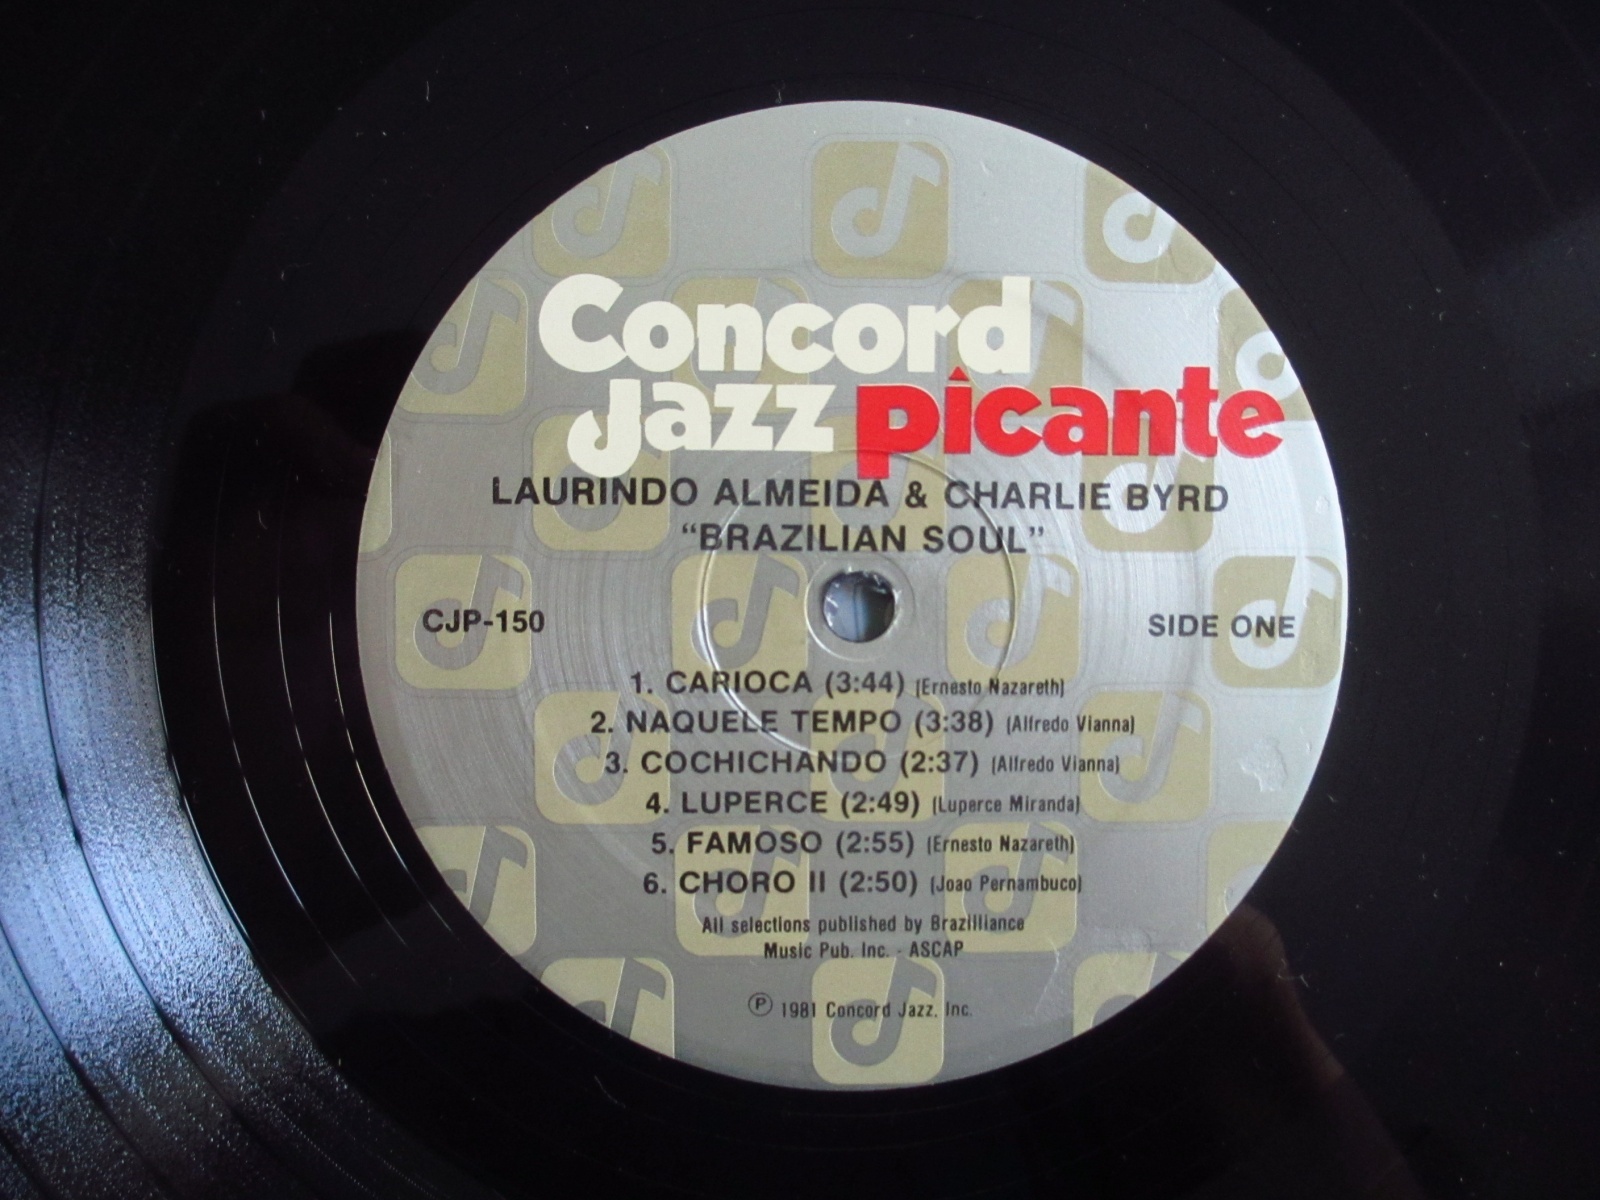 Concord
Jazz picante
LAURINDO ALMEIDA & CHARLIE BYRD
“BRAZILIAN SOUL”
CJP-150
SIDE ONE
1. CARIOCA (3:44) (Ernesto Nazareth)
2. NAQUELE TEMPO (3:38) (Alfredo Vianna)
3. COCHICHANDO (2:37) (Alfredo Vianna)
4. LUPERCE (2:49) (Luperce Miranda)
5. FAMOSO (2:55) (Ernesto Nazareth)
6. CHORO II (2:50) (Joao Pernambuco)
All selections published by Brazilliance
Music Pub. Inc. - ASCAP
℗ 1981 Concord Jazz, Inc.